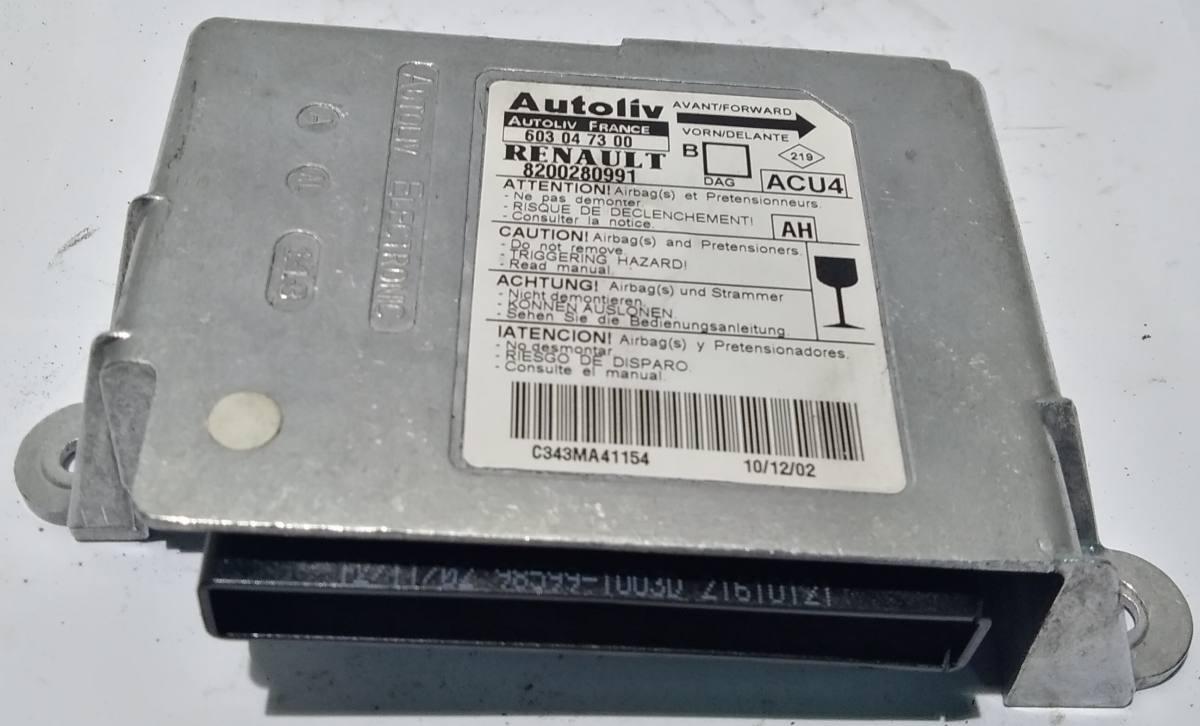 AUTOLIV ELECTRONIC
Autoliv
AUTOLIV FRANCE
603 04 73 00
RENAULT
8200280991
AVANT/FORWARD
VORN/DELANTE
B
DAG
219
ACU4
ATTENTION! Airbag(s) et Pretensionneurs.
- Ne pas demonter.
- RISQUE DE DECLENCHEMENT!
- Consulter la notice.
AH
CAUTION! Airbag(s) and Pretensioners.
- Do not remove.
- TRIGGERING HAZARD!
- Read manual.
ACHTUNG! Airbag(s) und Strammer
- Nicht demontieren.
- KONNEN AUSLONEN.
- Sehen Sie die Bedienungsanleitung.
!ATENCION! Airbag(s) y Pretensionadores.
- No desmontar.
- RIESGO DE DISPARO.
- Consulte el manual.
C343MA41154
10/12/02
98599-1003D